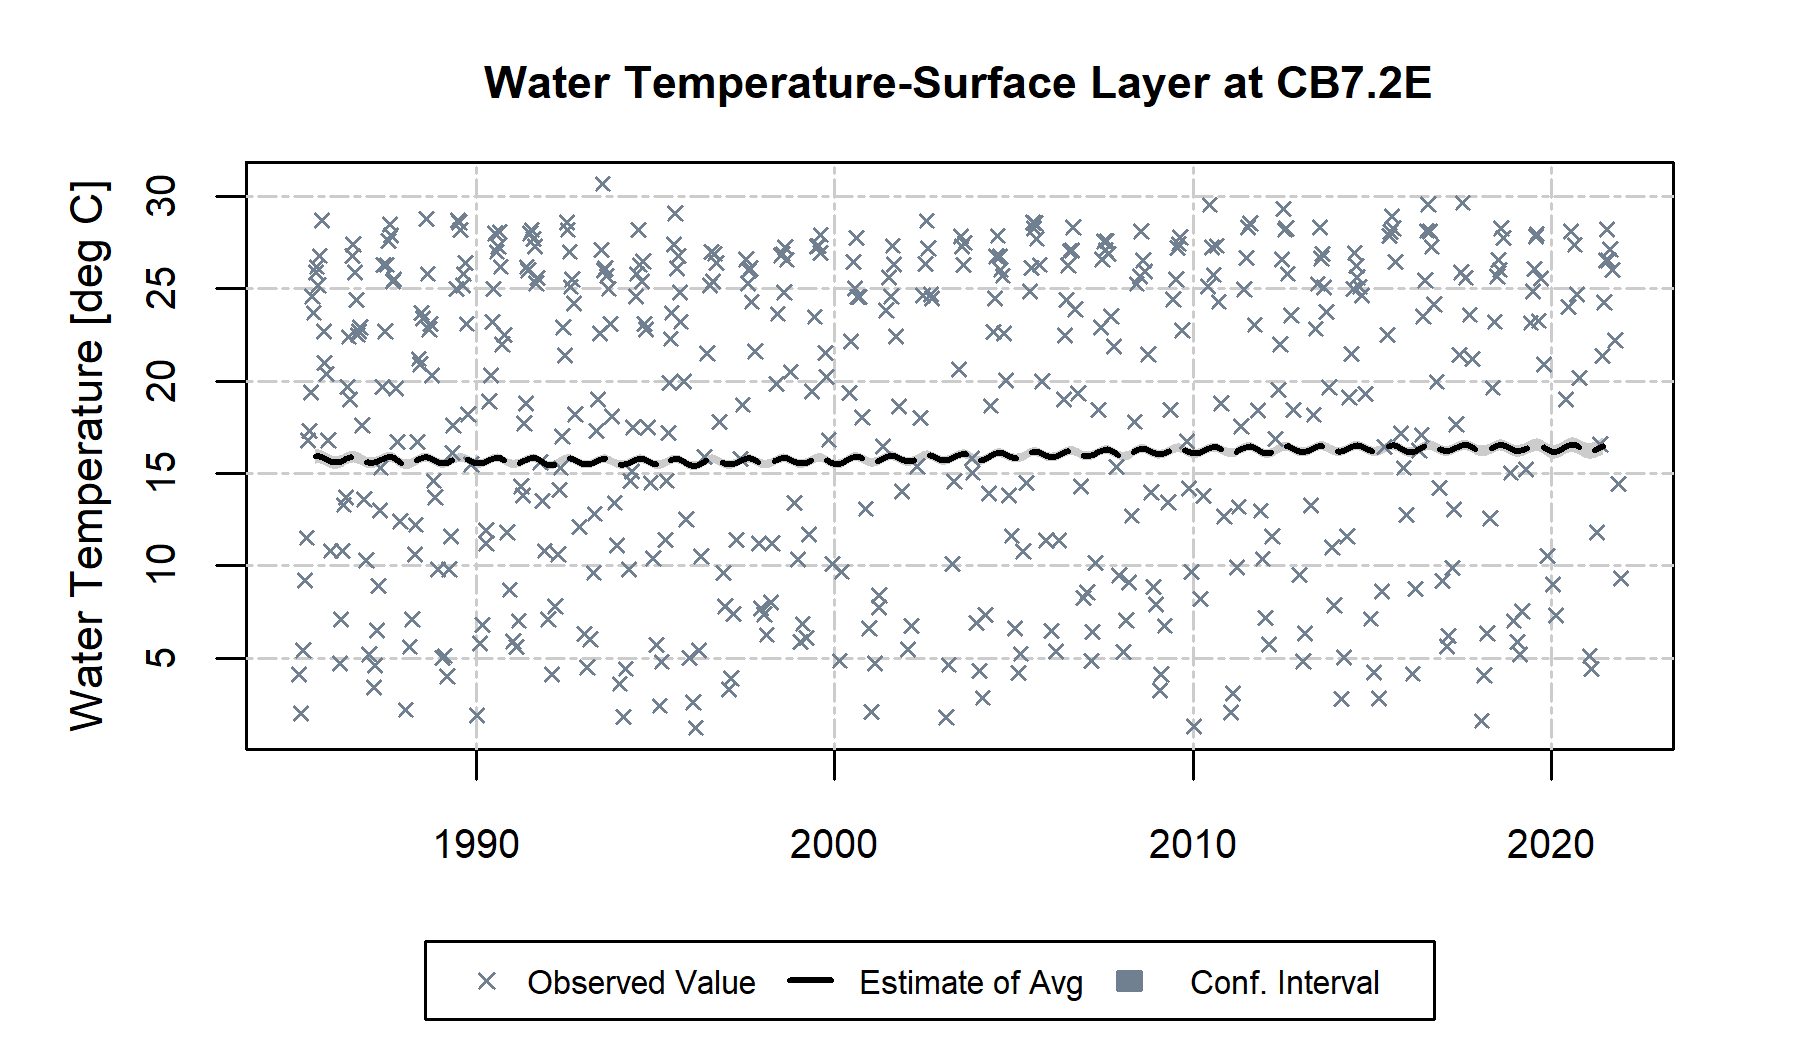 Water Temperature-Surface Layer at CB7.2E
Water Temperature [deg C]
30
25
20
15
10
5
1990 2000 2010 2020
Observed Value Estimate of Avg Conf. Interval